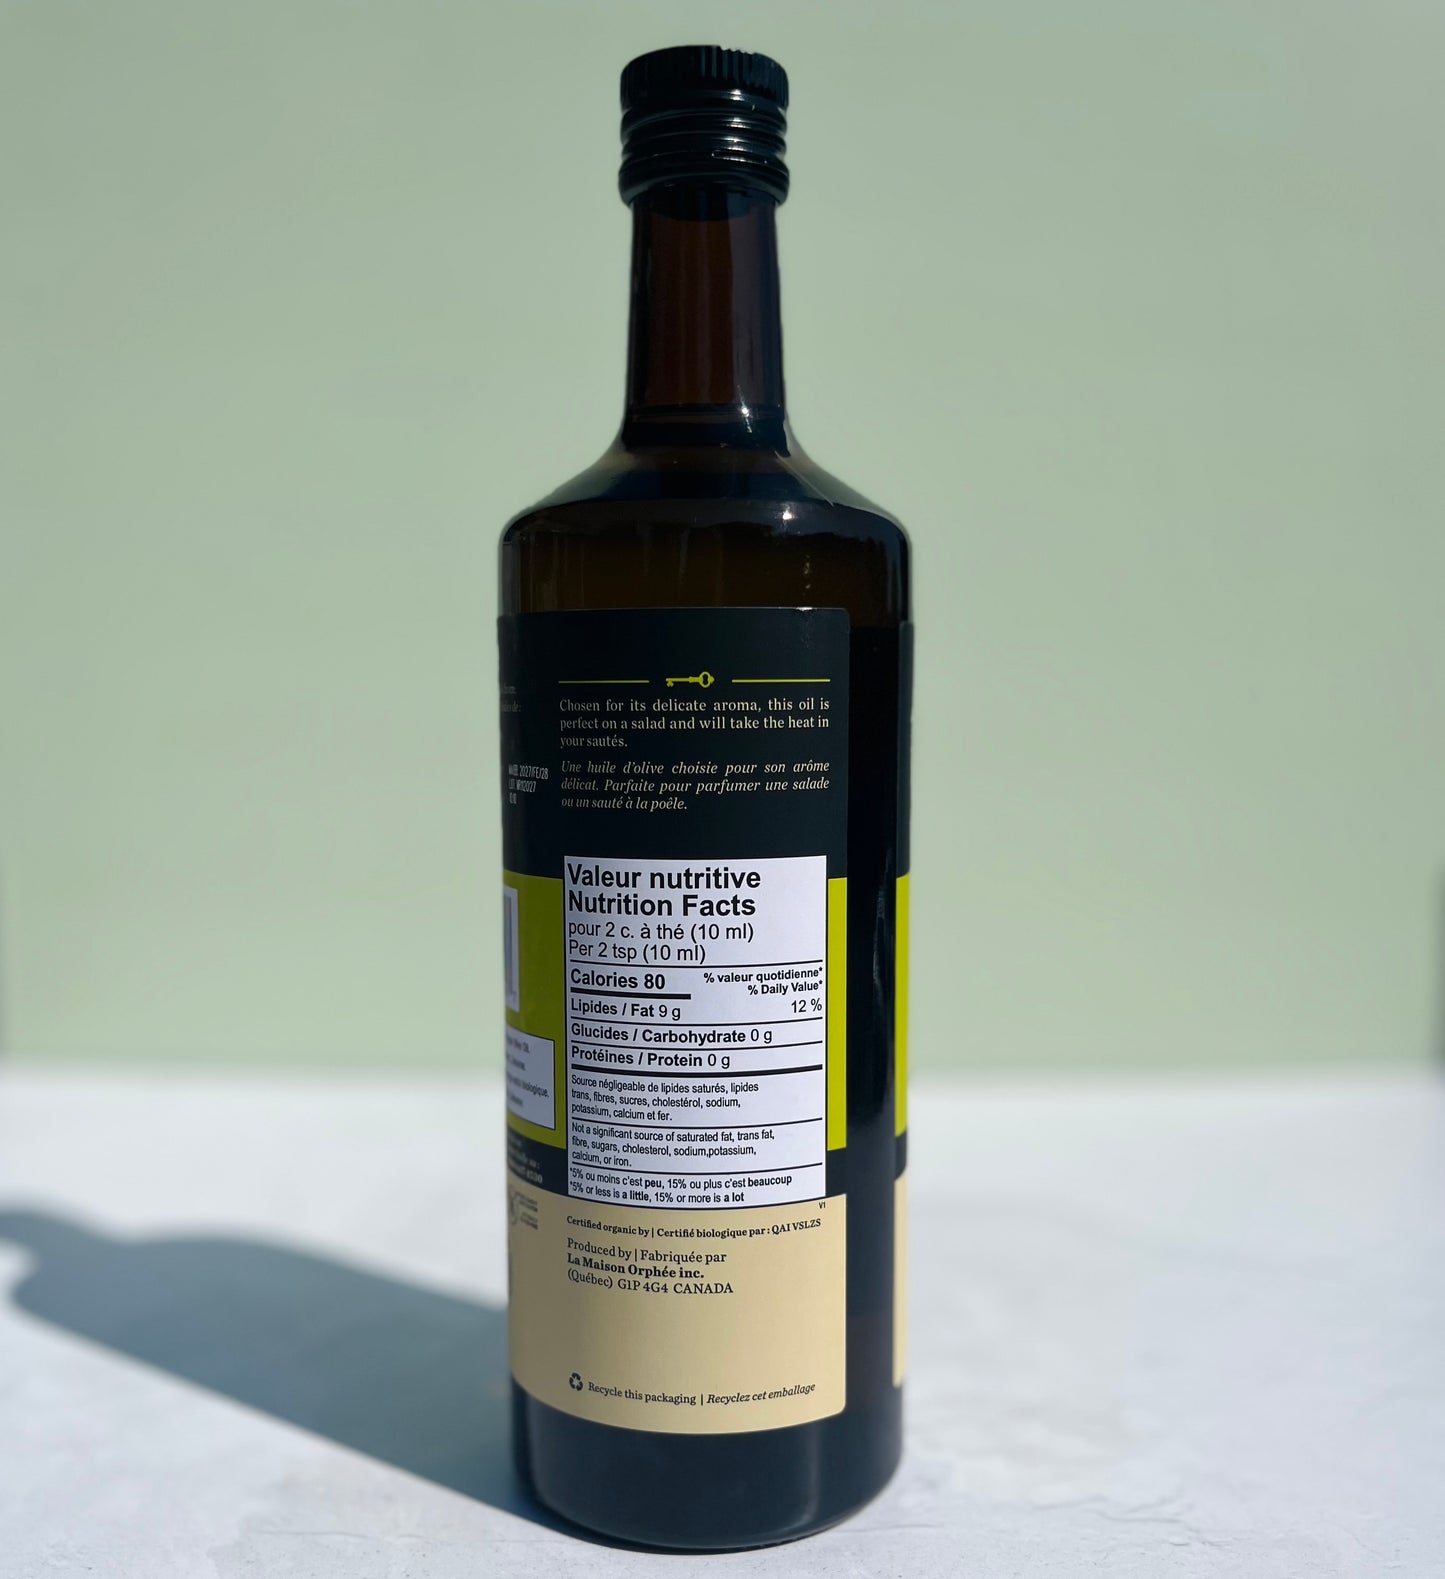 Chosen for its delicate aroma, this oil is
perfect on a salad and will take the heat in
your sautés.
Une huile d'olive choisie pour son arôme
délicat. Parfaite pour parfumer une salade
ou un sauté à la poêle.
2027/FE/28
Valeur nutritive
Nutrition Facts
pour 2 c. à thé (10 ml)
Per 2 tsp (10 ml)
Calories 80
% valeur quotidienne*
% Daily Value*
Lipides / Fat 9 g 12 %
Glucides / Carbohydrate 0 g
Protéines / Protein 0 g
Source négligeable de lipides saturés, lipides
trans, fibres, sucres, cholestérol, sodium,
potassium, calcium et fer.
Not a significant source of saturated fat, trans fat,
fibre, sugars, cholesterol, sodium,potassium,
calcium, or iron.
*5% ou moins c'est peu, 15% ou plus c'est beaucoup
*5% or less is a little, 15% or more is a lot
V1
Certified organic by | Certifié biologique par : QAI VSLZS
Produced by | Fabriquée par
La Maison Orphée inc.
(Québec) G1P 4G4 CANADA
Recycle this packaging | Recyclez cet emballage
biologique,